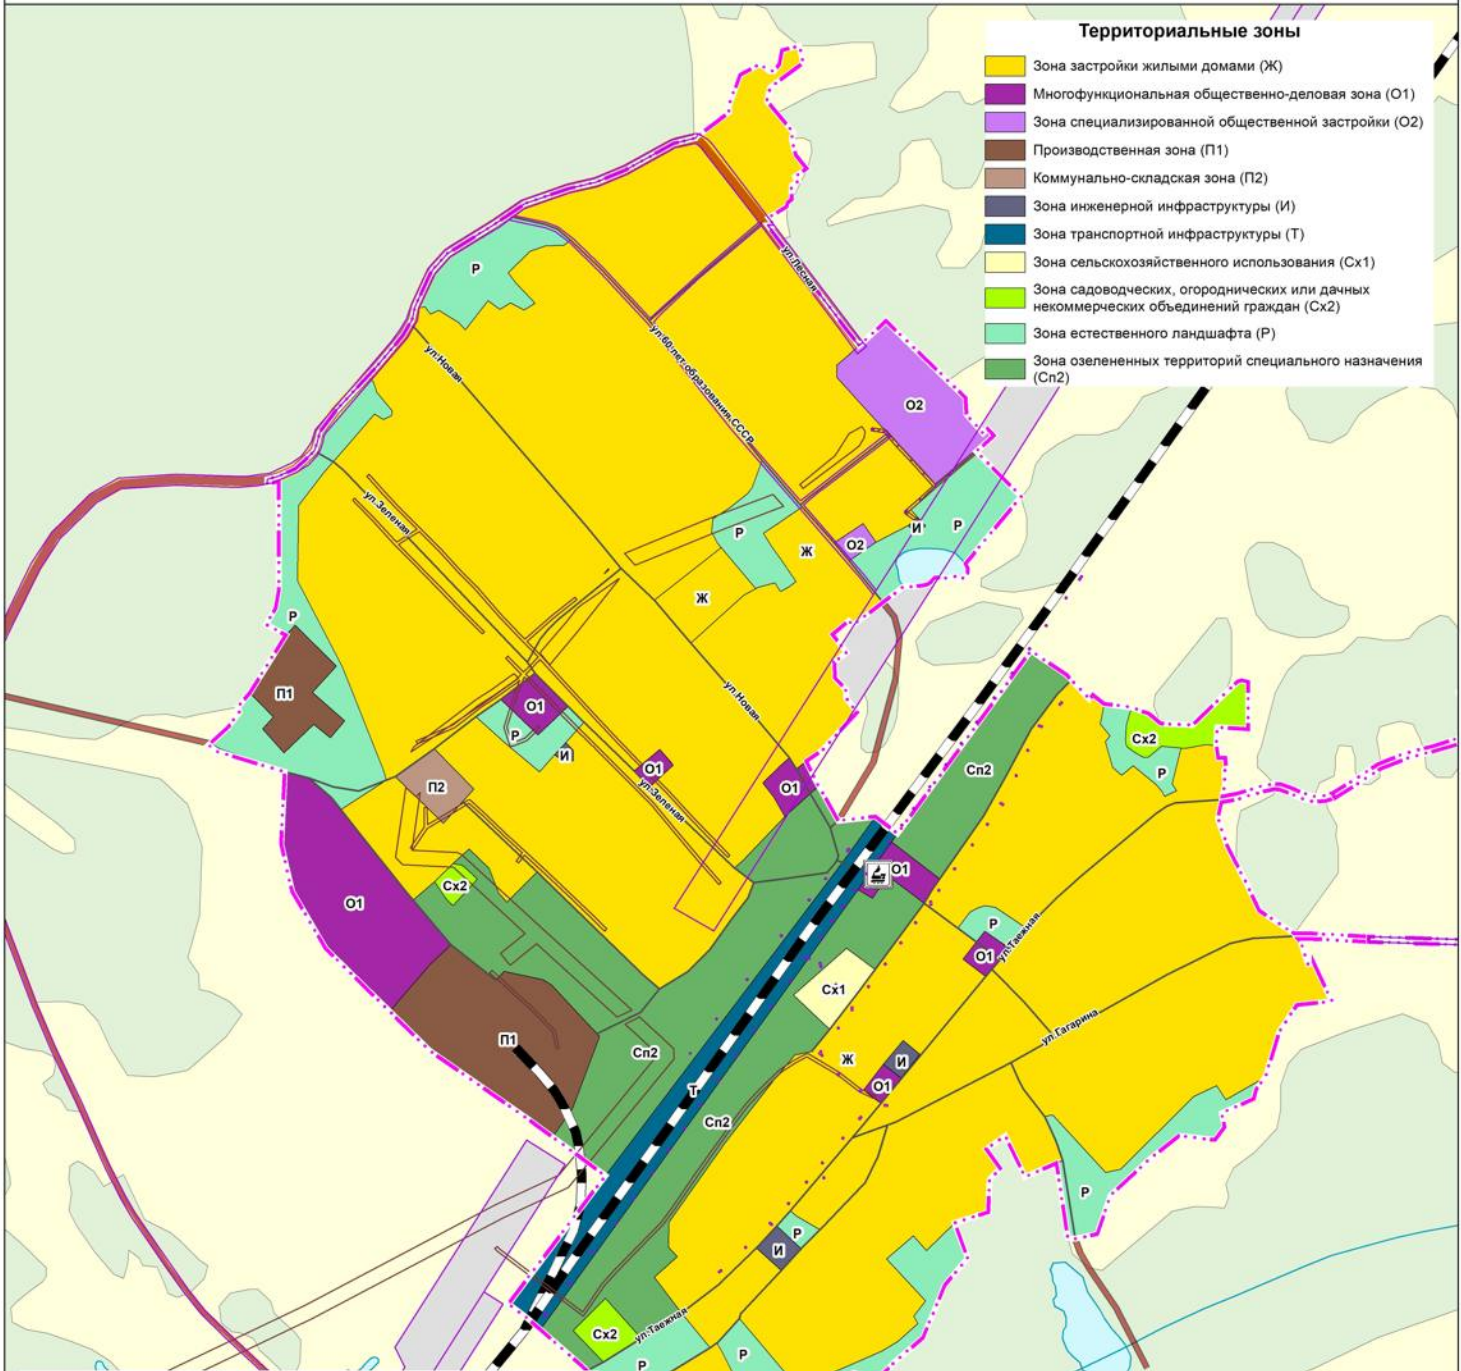 Территориальные зоны
Зона застройки жилыми домами (Ж)
Многофункциональная общественно-деловая зона (О1)
Зона специализированной общественной застройки (О2)
Производственная зона (П1)
Коммунально-складская зона (П2)
Зона инженерной инфраструктуры (И)
Зона транспортной инфраструктуры (Т)
Зона сельскохозяйственного использования (Сх1)
Зона садоводческих, огороднических или дачных
некоммерческих объединений граждан (Сх2)
Зона естественного ландшафта (Р)
Зона озелененных территорий специального назначения
(Сп2)
Р
ул.Лесная
ул.Новая
ул.60 лет образования СССР
О2
ул.Зеленая
Р
Ж
О2
И
Р
Ж
Р
П1
О1
Р
И
ул.Новая
О1
ул.Зеленая
О1
П2
Сп2
Сх2
Р
Сх2
О1
О1
Р
О1
ул.Таежная
Сх1
ул.Гагарина
П1
Сп2
Ж
И
О1
Т
Сп2
Р
Р
И
Сх2
ул.Таежная
Р
Р